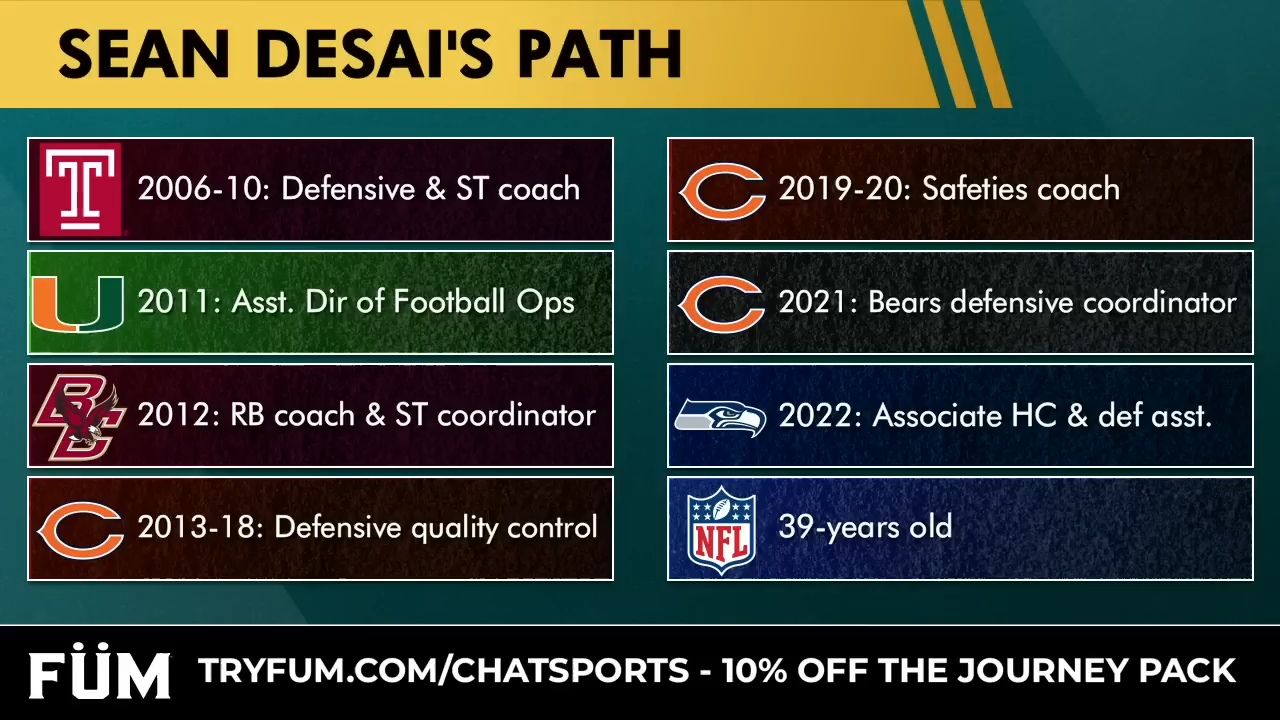 SEAN DESAI'S PATH
2006-10: Defensive & ST coach
2011: Asst. Dir of Football Ops
2012: RB coach & ST coordinator
2013-18: Defensive quality control
2019-20: Safeties coach
2021: Bears defensive coordinator
2022: Associate HC & def asst.
NFL
39-years old
FÜM
TRYFUM.COM/CHATSPORTS - 10% OFF THE JOURNEY PACK